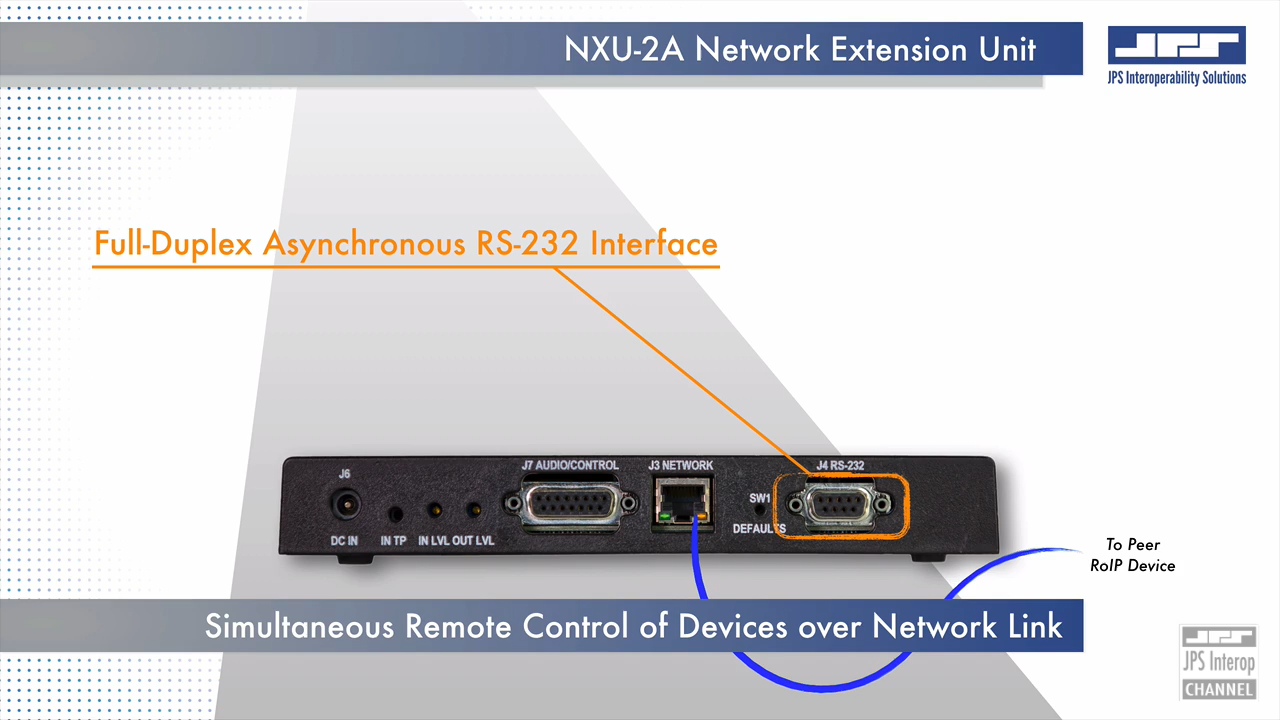 NXU-2A Network Extension Unit
JPS
JPS Interoperability Solutions
Full-Duplex Asynchronous RS-232 Interface
J6
J7 AUDIO/CONTROL
J3 NETWORK
J4 RS-232
SW1
DC IN
IN TP
IN LVL
OUT LVL
DEFAULTS
To Peer
RoIP Device
Simultaneous Remote Control of Devices over Network Link
JPS
JPS Interop
CHANNEL